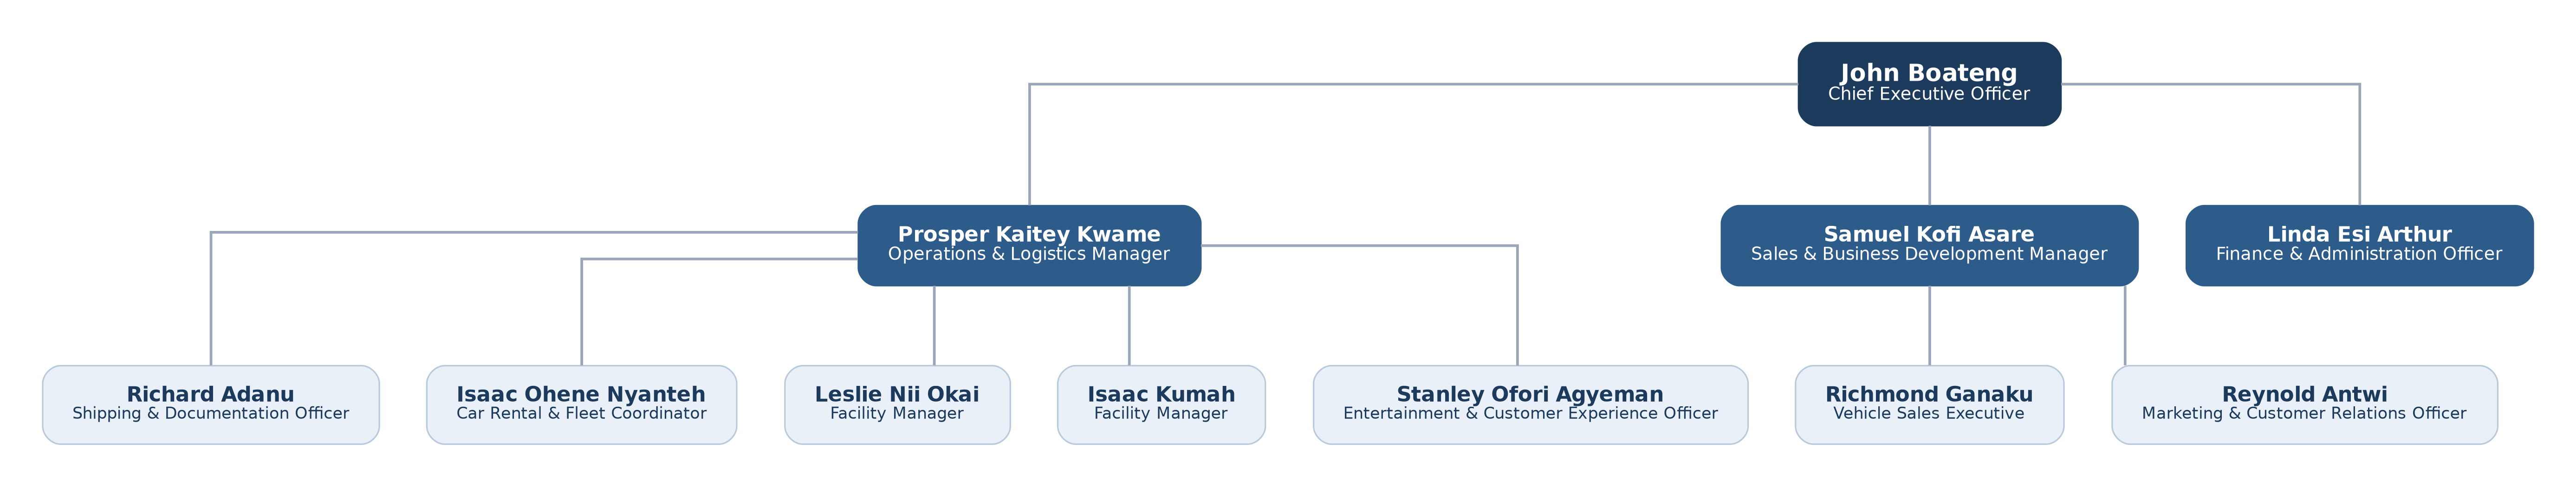 John Boateng
Chief Executive Officer
Prosper Kaitey Kwame
Operations & Logistics Manager
Samuel Kofi Asare
Sales & Business Development Manager
Linda Esi Arthur
Finance & Administration Officer
Richard Adanu
Shipping & Documentation Officer
Isaac Ohene Nyanteh
Car Rental & Fleet Coordinator
Leslie Nii Okai
Facility Manager
Isaac Kumah
Facility Manager
Stanley Ofori Agyeman
Entertainment & Customer Experience Officer
Richmond Ganaku
Vehicle Sales Executive
Reynold Antwi
Marketing & Customer Relations Officer